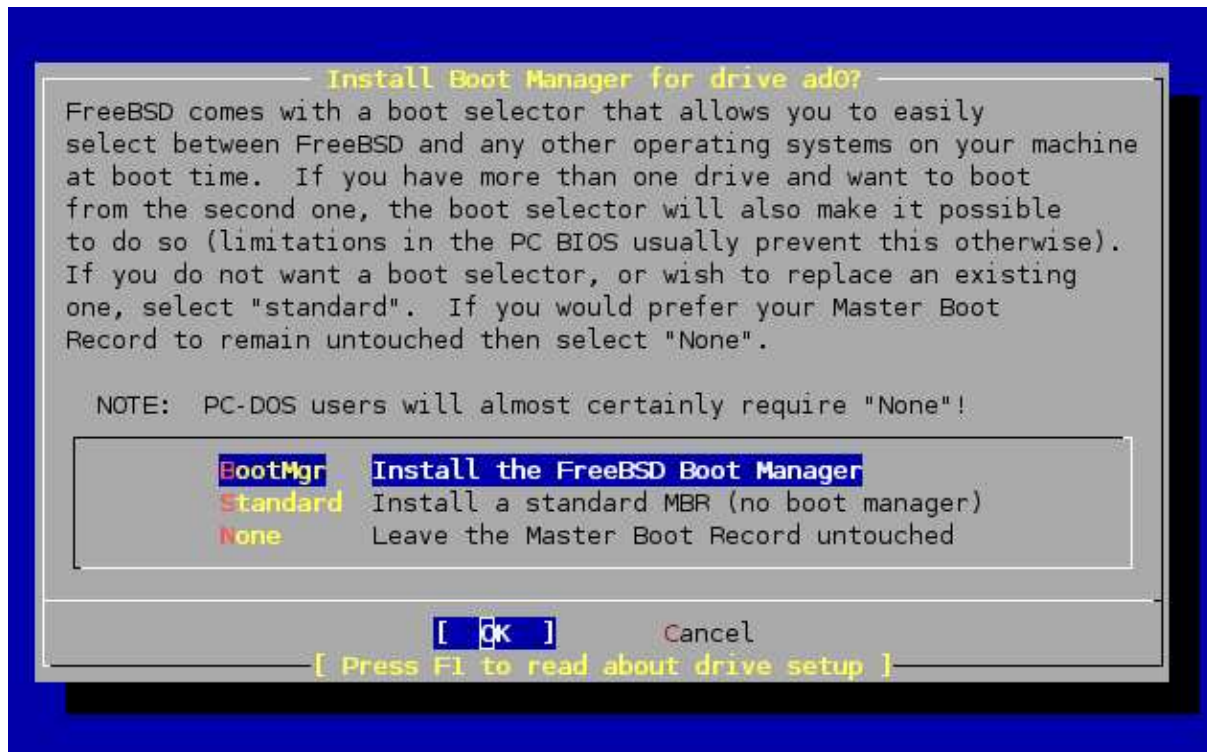 Install Boot Manager for drive ad0?
FreeBSD comes with a boot selector that allows you to easily
select between FreeBSD and any other operating systems on your machine
at boot time.  If you have more than one drive and want to boot
from the second one, the boot selector will also make it possible
to do so (limitations in the PC BIOS usually prevent this otherwise).
If you do not want a boot selector, or wish to replace an existing
one, select "standard".  If you would prefer your Master Boot
Record to remain untouched then select "None".
NOTE:  PC-DOS users will almost certainly require "None"!
BootMgr   Install the FreeBSD Boot Manager
Standard  Install a standard MBR (no boot manager)
None      Leave the Master Boot Record untouched
[  OK  ]       Cancel
[ Press F1 to read about drive setup ]